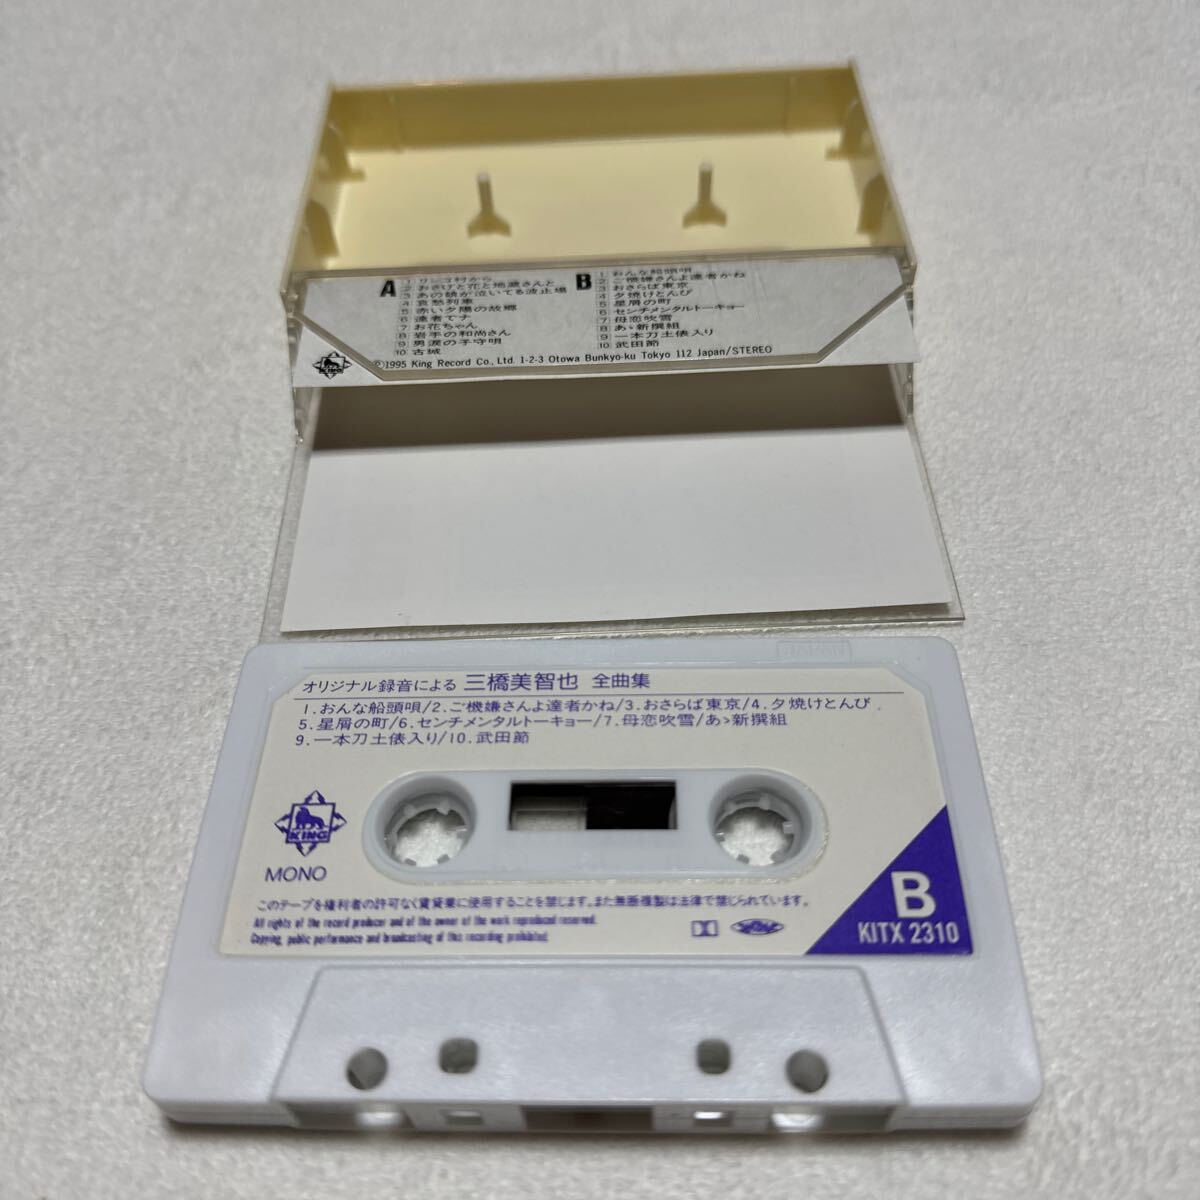 A
1 リンゴ村から
2 おさげと花と地蔵さんと
3 あの娘が泣いてる波止場
4 哀愁列車
5 赤い夕陽の故郷
6 達者でナ
7 お花ちゃん
8 岩手の和尚さん
9 男涙の子守唄
10 古城
B
1 おんな船頭唄
2 ご機嫌さんよ達者かね
3 おさらば東京
4 夕焼けとんび
5 星屑の町
6 センチメンタルトーキョー
7 母恋吹雪
8 あゝ新撰組
9 一本刀土俵入り
10 武田節
KING
Ⓟ1995 King Record Co., Ltd. 1-2-3 Otowa Bunkyo-ku Tokyo 112 Japan/STEREO
JAPAN
オリジナル録音による 三橋美智也 全曲集
1.おんな船頭唄/2.ご機嫌さんよ達者かね/3.おさらば東京/4.夕焼けとんび
5.星屑の町/6.センチメンタルトーキョー/7.母恋吹雪/あゝ新撰組
9.一本刀土俵入り/10.武田節
KING
MONO
このテープを権利者の許可なく賃貸業に使用することを禁じます。また無断複製は法律で禁じられています。
All rights of the record producer and of the owner of the work reproduced reserved.
Copying, public performance and broadcasting of this recording prohibited.
B
KITX 2310